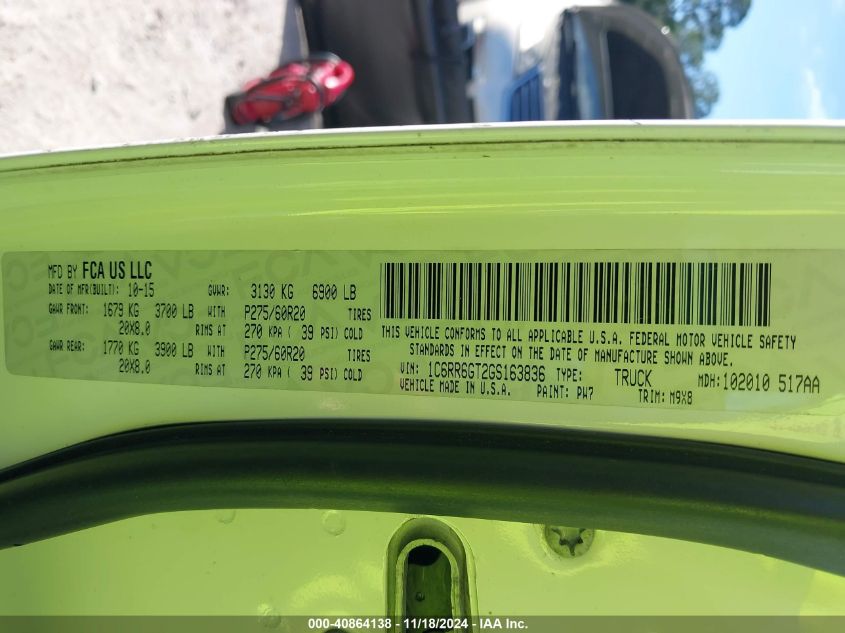 MFD BY FCA US LLC
DATE OF MFR(BUILT): 10-15 GVWR: 3130 KG 6900 LB
GAWR FRONT: 1679 KG 3700 LB WITH P275/60R20 TIRES
20X8.0 RIMS AT 270 KPA ( 39 PSI) COLD
GAWR REAR: 1770 KG 3900 LB WITH P275/60R20 TIRES
20X8.0 RIMS AT 270 KPA ( 39 PSI) COLD
THIS VEHICLE CONFORMS TO ALL APPLICABLE U.S.A. FEDERAL MOTOR VEHICLE SAFETY
STANDARDS IN EFFECT ON THE DATE OF MANUFACTURE SHOWN ABOVE.
VIN: 1C6RR6GT2GS163836 TYPE: TRUCK MDH:102010 517AA
VEHICLE MADE IN U.S.A. PAINT: PW7 TRIM: M9X8
000-40864138 - 11/18/2024 - IAA Inc.